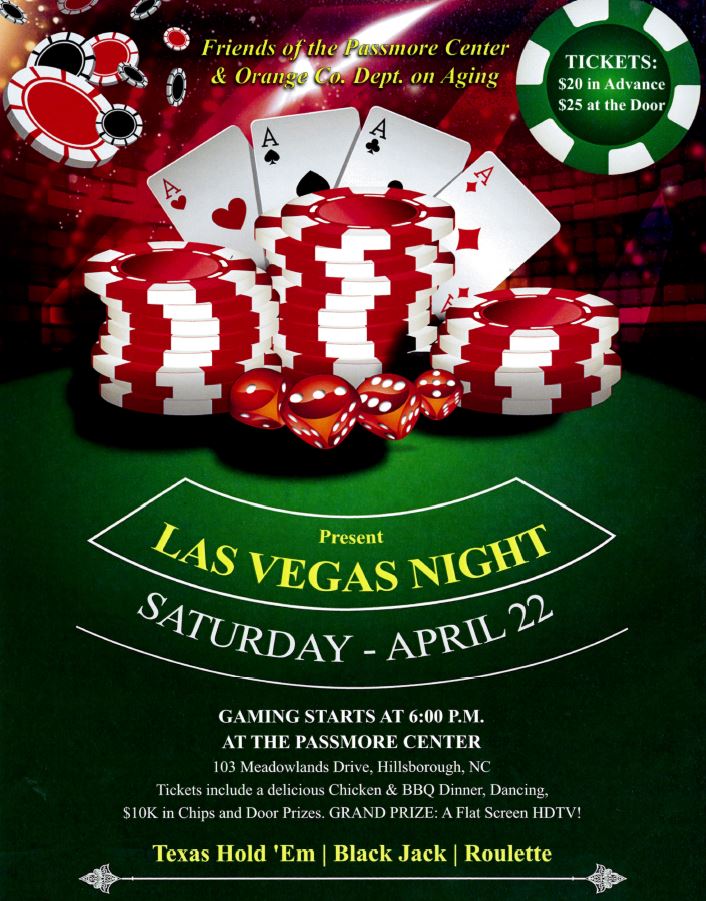 Friends of the Passmore Center
& Orange Co. Dept. on Aging
TICKETS:
$20 in Advance
$25 at the Door
A
A
A
A
A
Present
LAS VEGAS NIGHT
SATURDAY - APRIL 22
GAMING STARTS AT 6:00 P.M.
AT THE PASSMORE CENTER
103 Meadowlands Drive, Hillsborough, NC
Tickets include a delicious Chicken & BBQ Dinner, Dancing,
$10K in Chips and Door Prizes. GRAND PRIZE: A Flat Screen HDTV!
Texas Hold 'Em | Black Jack | Roulette